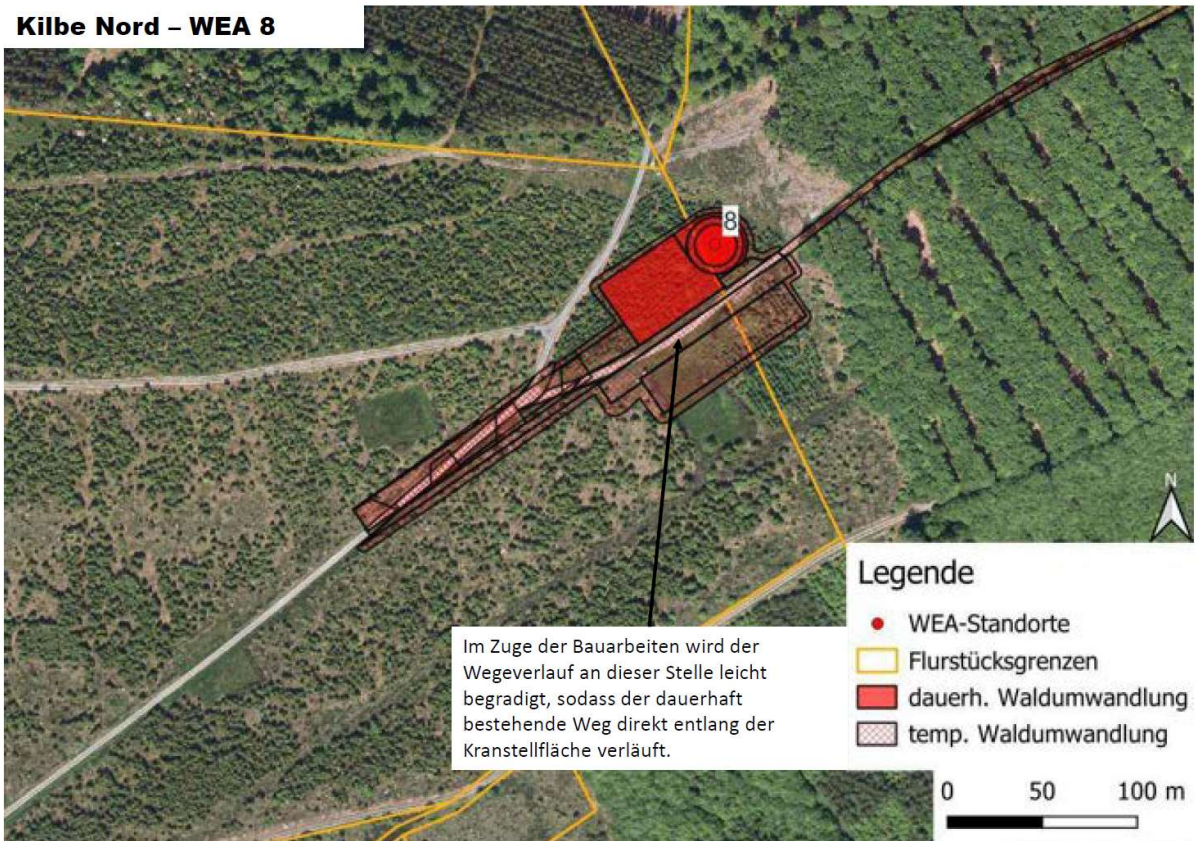 Kilbe Nord – WEA 8
8
N
Im Zuge der Bauarbeiten wird der
Wegeverlauf an dieser Stelle leicht
begradigt, sodass der dauerhaft
bestehende Weg direkt entlang der
Kranstellfläche verläuft.
Legende
WEA-Standorte
Flurstücksgrenzen
dauerh. Waldumwandlung
temp. Waldumwandlung
0 50 100 m